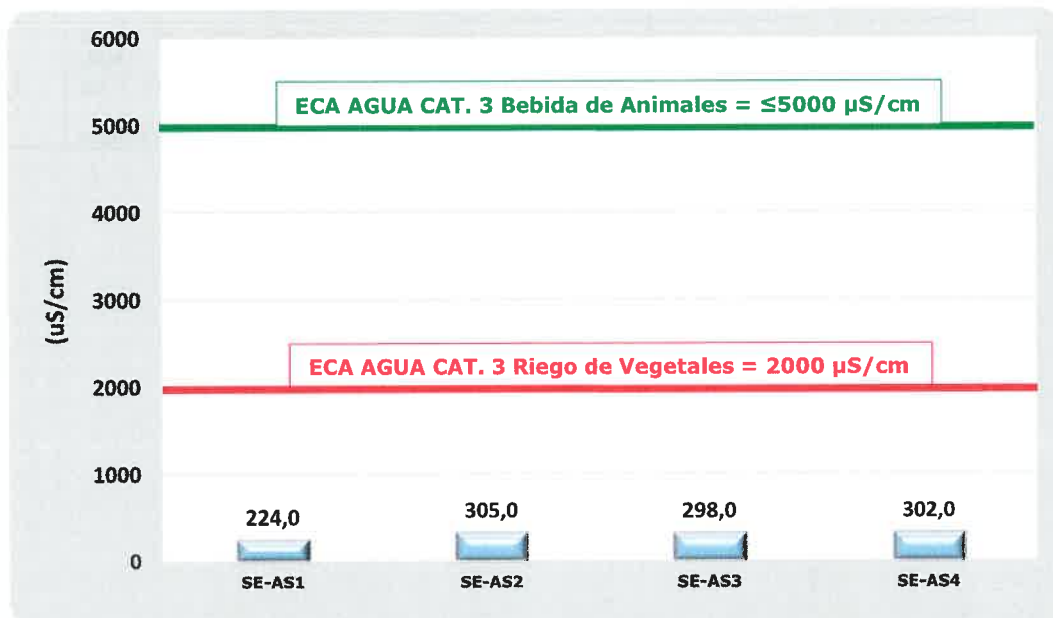 6000
ECA AGUA CAT. 3 Bebida de Animales = ≤5000 µS/cm
5000
4000
(uS/cm)
3000
ECA AGUA CAT. 3 Riego de Vegetales = 2000 µS/cm
2000
1000
224,0 305,0 298,0 302,0
0
SE-AS1 SE-AS2 SE-AS3 SE-AS4